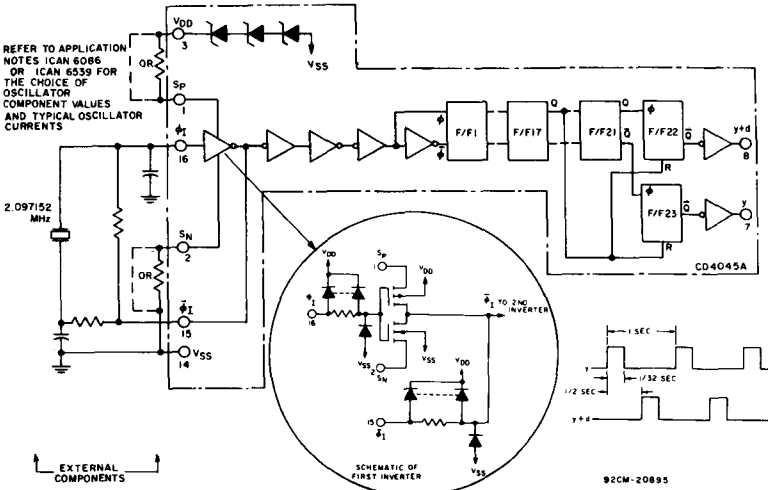 REFER TO APPLICATION
NOTES ICAN 6086
OR ICAN 6539 FOR
THE CHOICE OF
OSCILLATOR
COMPONENT VALUES
AND TYPICAL OSCILLATOR
CURRENTS
VDD
3
VSS
OR
SP
1
φI
16
2.097152
MHz
SN
2
OR
φ̄I
15
VSS
14
φ
φ̄
F/F1
F/F17
Q
F/F21
Q
Q̄
φ
F/F22
R
Q̄
y+d
8
φ
F/F23
R
Q̄
y
7
CD4045A
SP
1
VDD
VDD
φI
16
VSS
VSS
2
SN
φ̄I TO 2ND
INVERTER
VDD
15
φ̄I
VSS
SCHEMATIC OF
FIRST INVERTER
1 SEC
y
1/32 SEC
1/2 SEC
y+d
EXTERNAL
COMPONENTS
92CM-20895